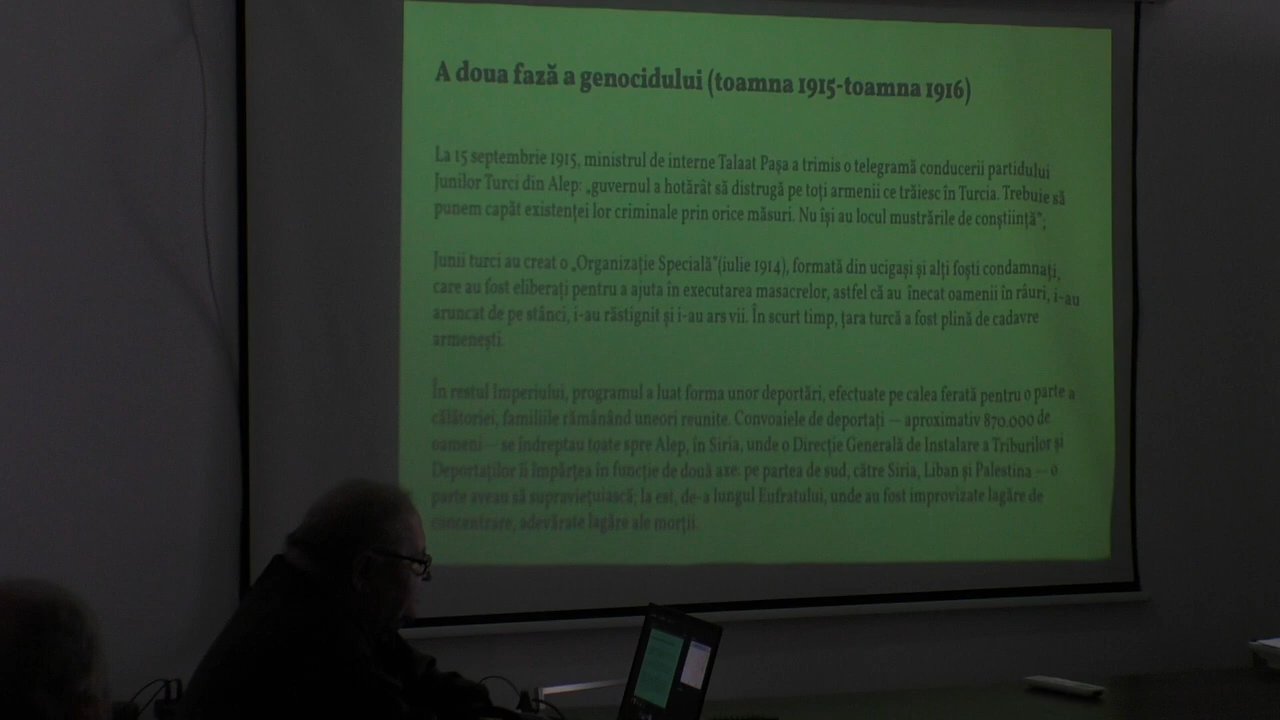 A doua fază a genocidului (toamna 1915-toamna 1916)
La 15 septembrie 1915, ministrul de interne Talaat Pașa a trimis o telegramă conducerii partidului
Junilor Turci din Alep: „guvernul a hotărât să distrugă pe toți armenii ce trăiesc în Turcia. Trebuie să
punem capăt existenței lor criminale prin orice măsuri. Nu își au locul mustrările de conștiință”;
Junii turci au creat o „Organizație Specială”(iulie 1914), formată din ucigași și alți foști condamnați,
care au fost eliberați pentru a ajuta în executarea masacrelor, astfel că au înecat oamenii în râuri, i-au
aruncat de pe stânci, i-au răstignit și i-au ars vii. În scurt timp, țara turcă a fost plină de cadavre
armenești.
În restul Imperiului, programul a luat forma unor deportări, efectuate pe calea ferată pentru o parte a
călătoriei, familiile rămânând uneori reunite. Convoaiele de deportați — aproximativ 870.000 de
oameni — se îndreptau toate spre Alep, în Siria, unde o Direcție Generală de Instalare a Triburilor și
Deportaților îi împărțea în funcție de două axe: pe partea de sud, către Siria, Liban și Palestina — o
parte aveau să supraviețuiască; la est, de-a lungul Eufratului, unde au fost improvizate lagăre de
concentrare, adevărate lagăre ale morții.